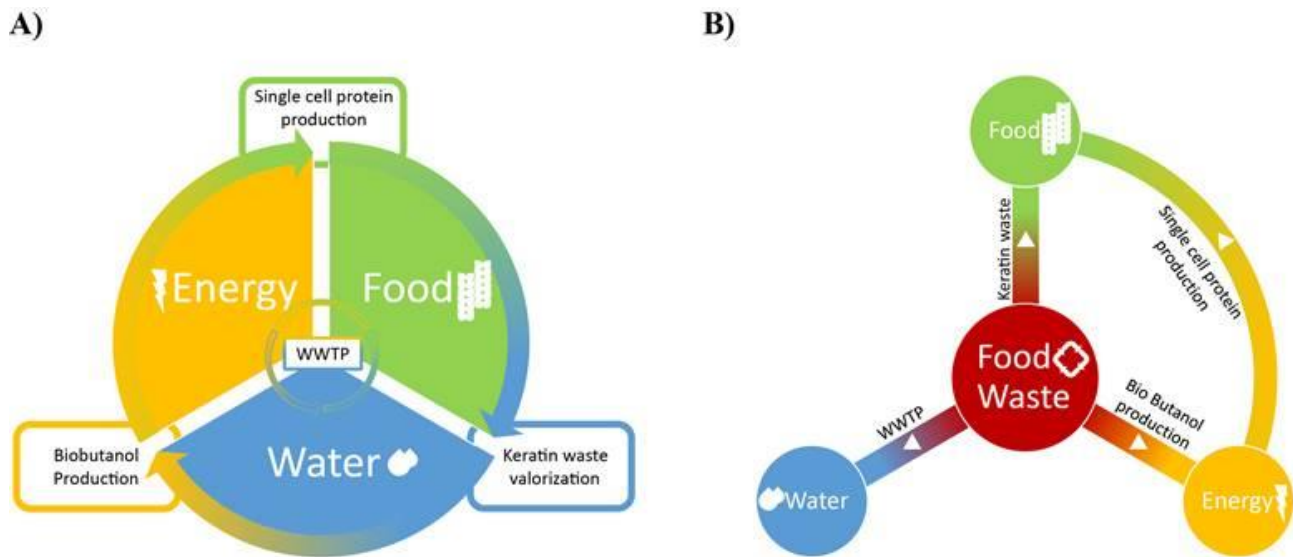 A)
Single cell protein
production
Energy
Food
WWTP
Biobutanol
Production
Water
Keratin waste
valorization
B)
Food
Keratin waste
Single cell protein
production
Food
Waste
WWTP
Bio Butanol
production
Water
Energy